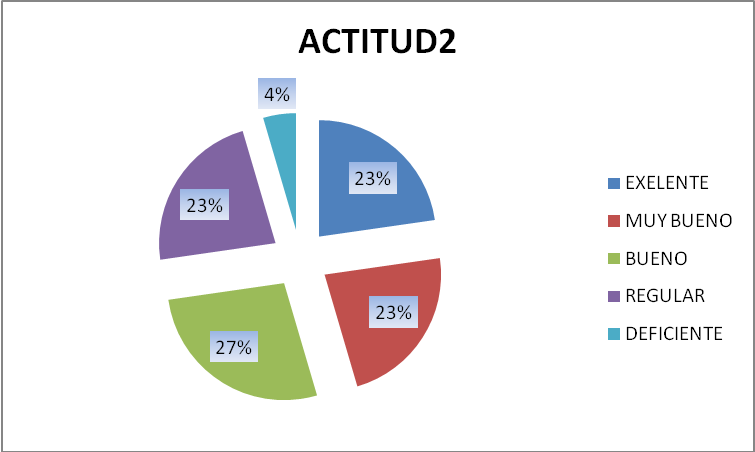 ACTITUD2
4%
23%
23%
23%
27%
EXELENTE
MUY BUENO
BUENO
REGULAR
DEFICIENTE